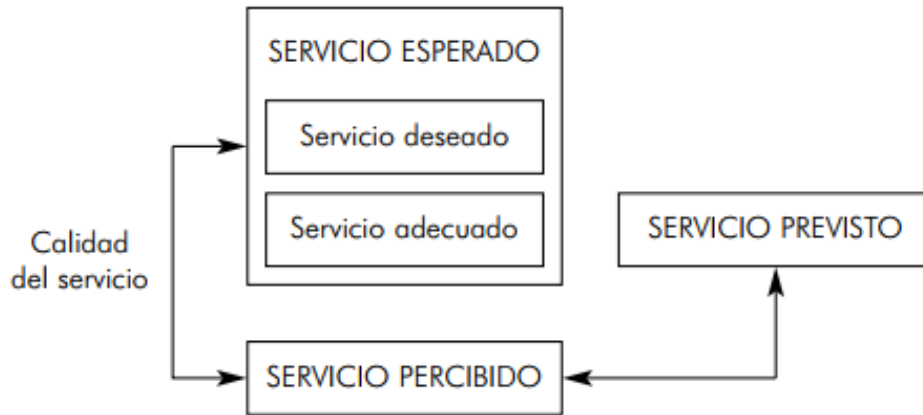 SERVICIO ESPERADO
Servicio deseado
Servicio adecuado
SERVICIO PREVISTO
Calidad
del servicio
SERVICIO PERCIBIDO